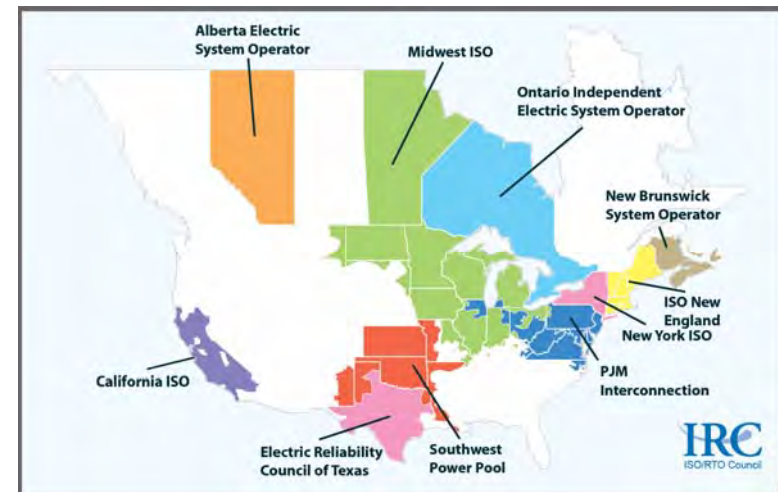 Alberta Electric
System Operator
Midwest ISO
Ontario Independent
Electric System Operator
New Brunswick
System Operator
ISO New
England
New York ISO
PJM
Interconnection
California ISO
Electric Reliability
Council of Texas
Southwest
Power Pool
IRC
ISO/RTO Council